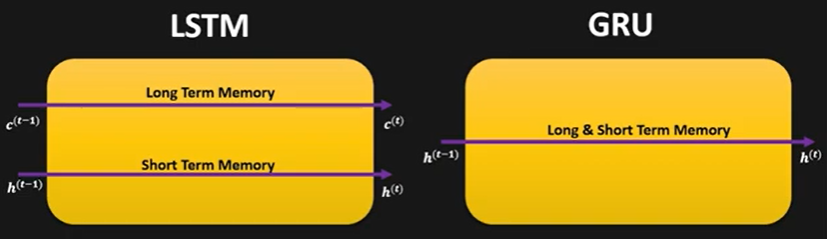 LSTM
Long Term Memory
c^(t−1)
c^(t)
Short Term Memory
h^(t−1)
h^(t)
GRU
Long & Short Term Memory
h^(t−1)
h^(t)